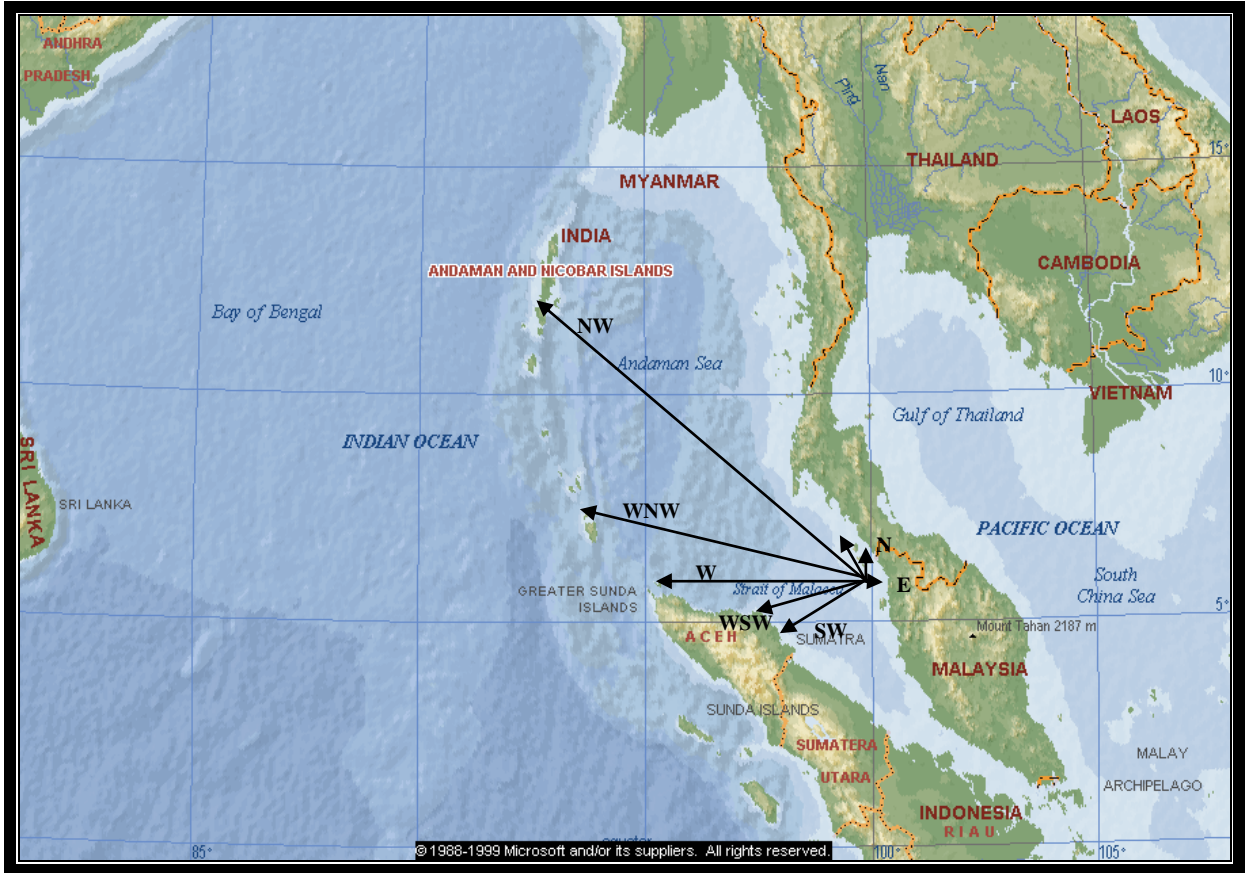 ANDHRA
PRADESH
Ping
Nan
LAOS
THAILAND
15°
MYANMAR
INDIA
ANDAMAN AND NICOBAR ISLANDS
CAMBODIA
Bay of Bengal
NW
Andaman Sea
10°
VIETNAM
Gulf of Thailand
INDIAN OCEAN
SRI LANKA
SRI LANKA
WNW
PACIFIC OCEAN
N
W
E
South
China Sea
GREATER SUNDA
ISLANDS
Strait of Malacca
5°
WSW
SW
Mount Tahan 2187 m
ACEH
SUMATRA
MALAYSIA
SUNDA ISLANDS
SUMATERA
UTARA
MALAY
ARCHIPELAGO
INDONESIA
RIAU
equator
85°
© 1988-1999 Microsoft and/or its suppliers. All rights reserved.
100°
105°